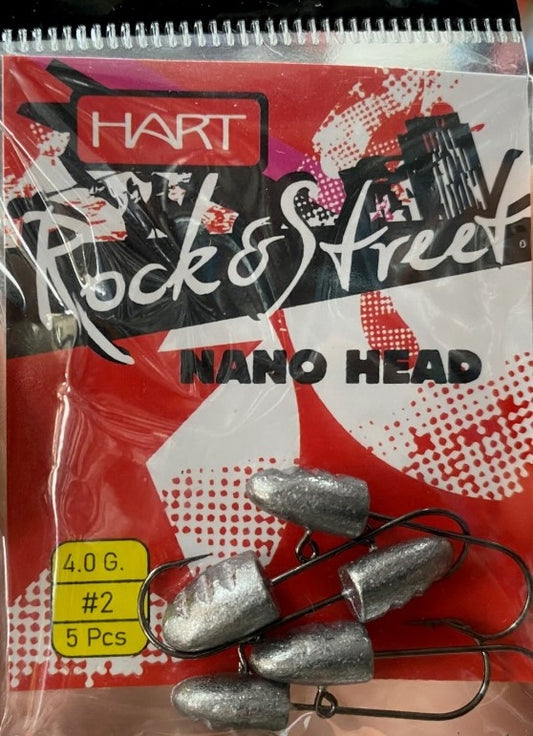 HART
Rock & Street
NANO HEAD
4.0 G.
#2
5 Pcs